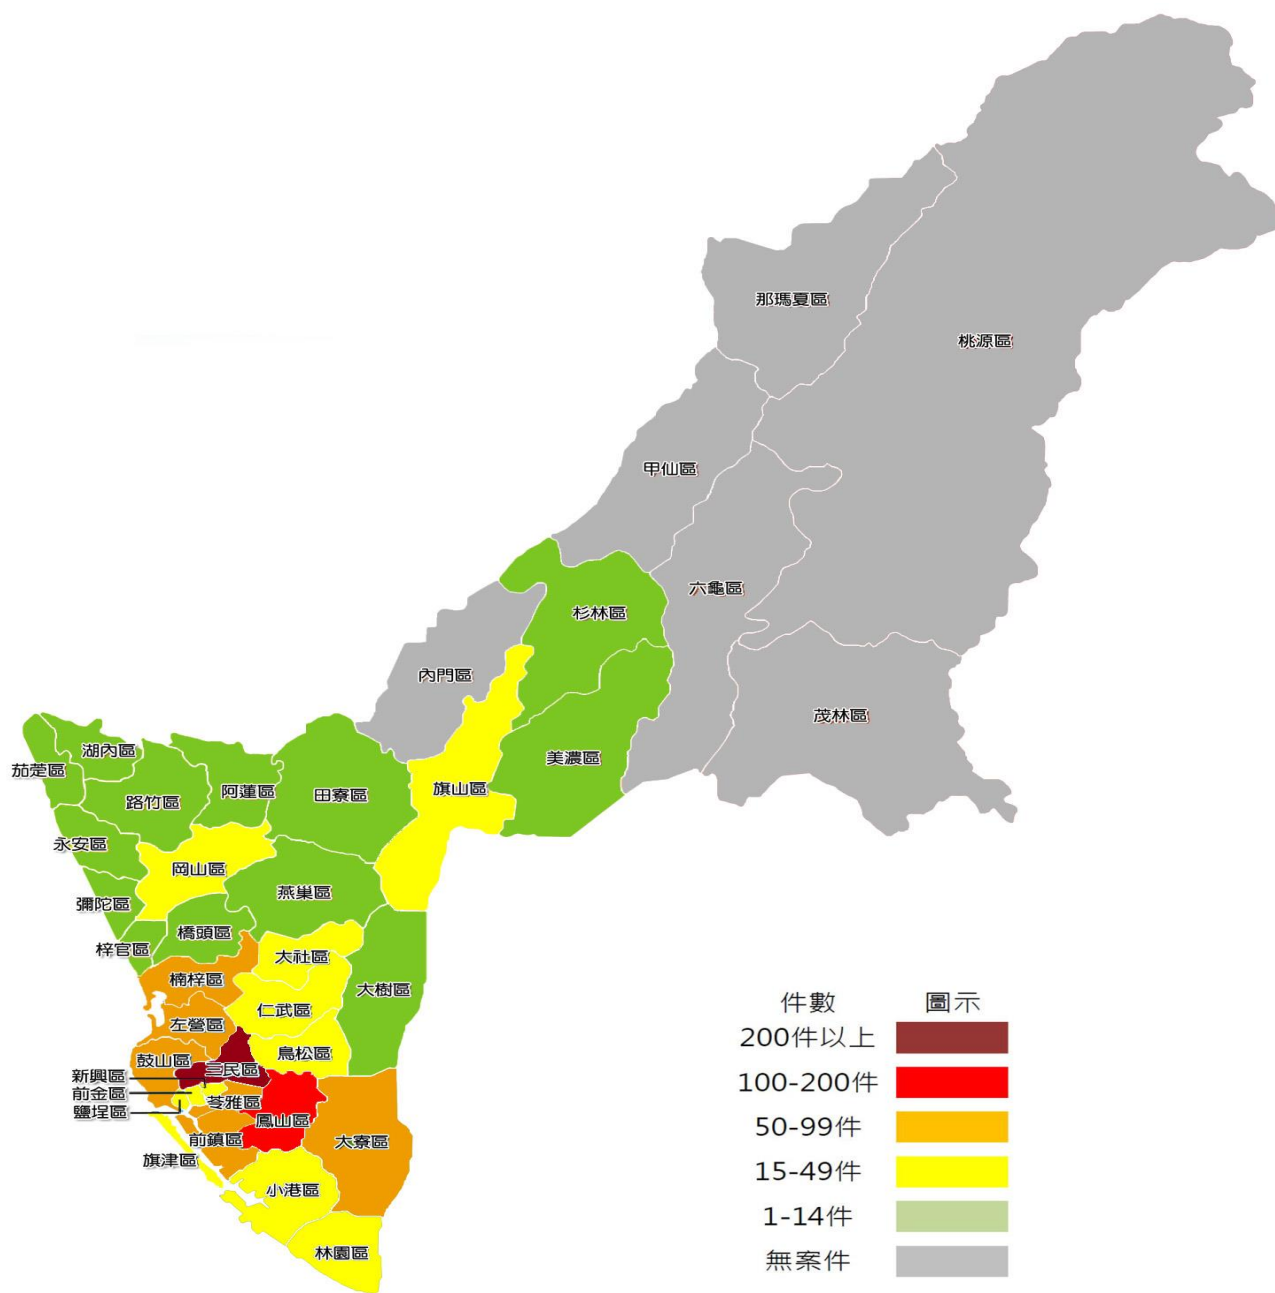 那瑪夏區
桃源區
甲仙區
六龜區
杉林區
內門區
茂林區
美濃區
旗山區
湖內區
茄萣區
路竹區
阿蓮區
田寮區
永安區
岡山區
燕巢區
彌陀區
橋頭區
梓官區
大社區
楠梓區
大樹區
仁武區
左營區
鳥松區
鼓山區
三民區
新興區
前金區
苓雅區
鹽埕區
鳳山區
前鎮區
大寮區
旗津區
小港區
林園區
件數 圖示
200件以上
100-200件
50-99件
15-49件
1-14件
無案件